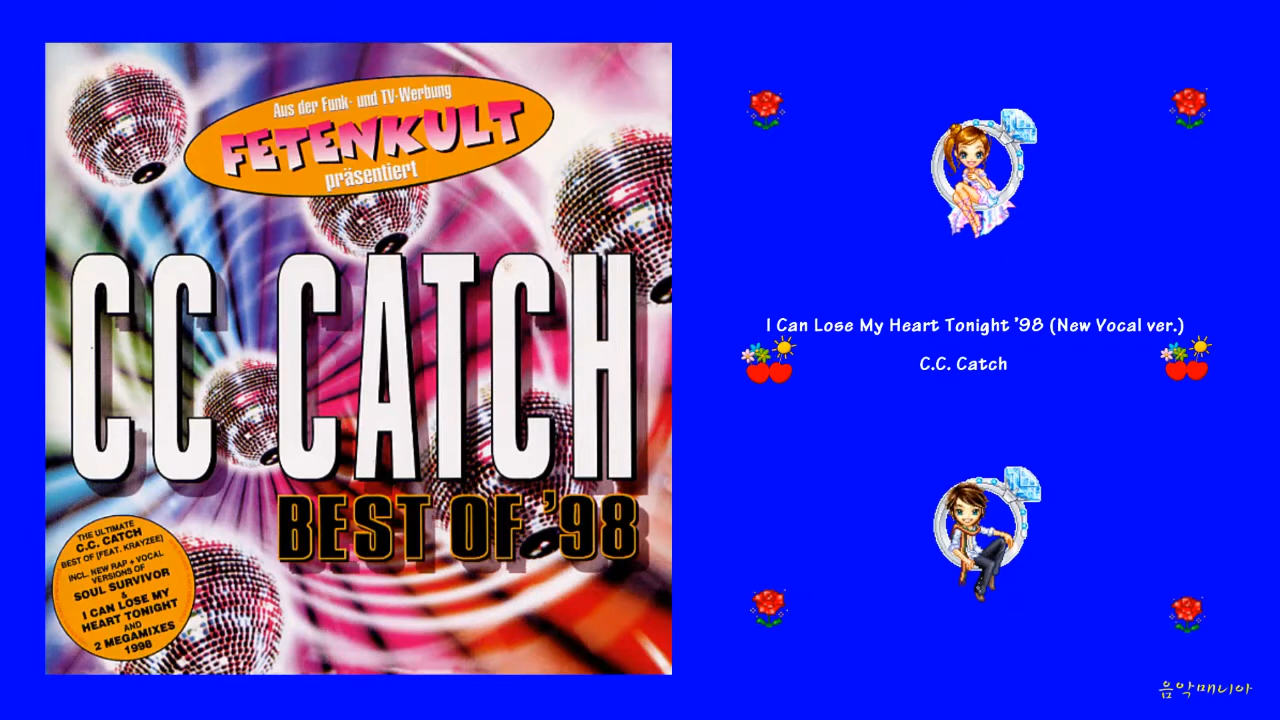 Aus der Funk- und TV-Werbung
FETENKULT
präsentiert
CC CATCH
BEST OF '98
THE ULTIMATE
C.C. CATCH
BEST OF (FEAT. KRAYZEE)
INCL. NEW RAP + VOCAL
VERSIONS OF
SOUL SURVIVOR
&
I CAN LOSE MY
HEART TONIGHT
AND
2 MEGAMIXES
1998
I Can Lose My Heart Tonight '98 (New Vocal ver.)
C.C. Catch
음악매니아